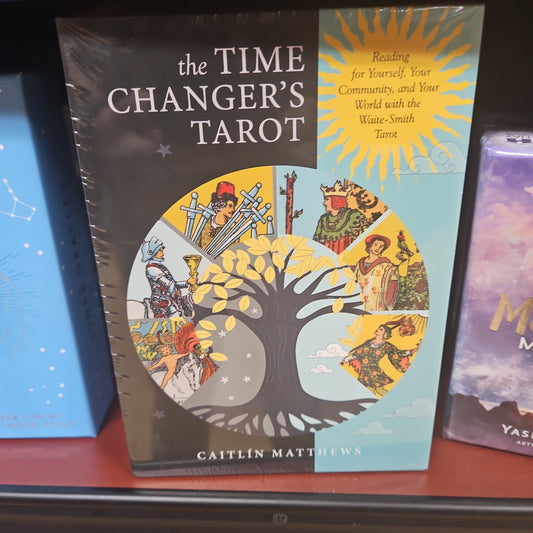 the TIME
CHANGER'S
TAROT
Reading
for Yourself, Your
Community, and Your
World with the
Waite-Smith
Tarot
CAITLÍN MATTHEWS